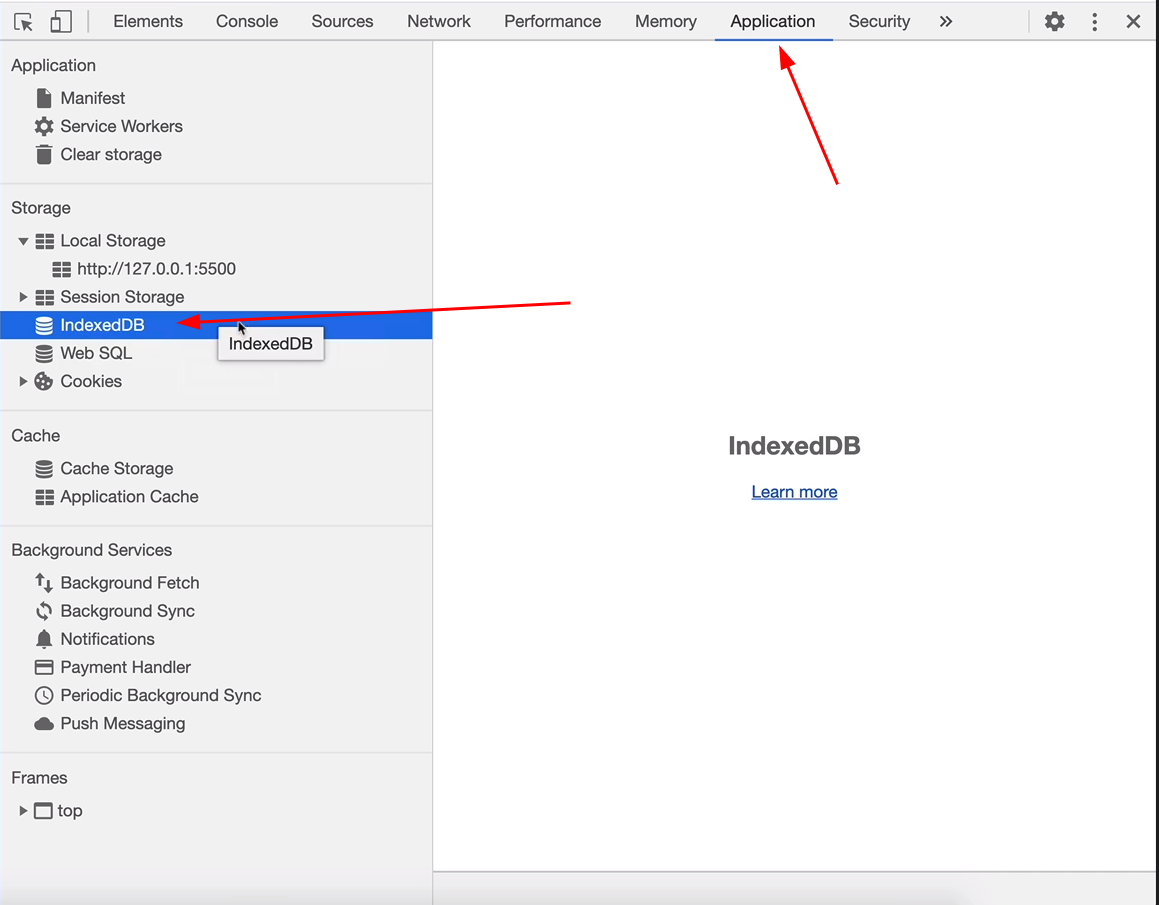 Elements Console Sources Network Performance Memory Application Security »
Application
Manifest
Service Workers
Clear storage
Storage
Local Storage
http://127.0.0.1:5500
Session Storage
IndexedDB
IndexedDB
Web SQL
Cookies
Cache
Cache Storage
Application Cache
Background Services
Background Fetch
Background Sync
Notifications
Payment Handler
Periodic Background Sync
Push Messaging
Frames
top
IndexedDB
Learn more